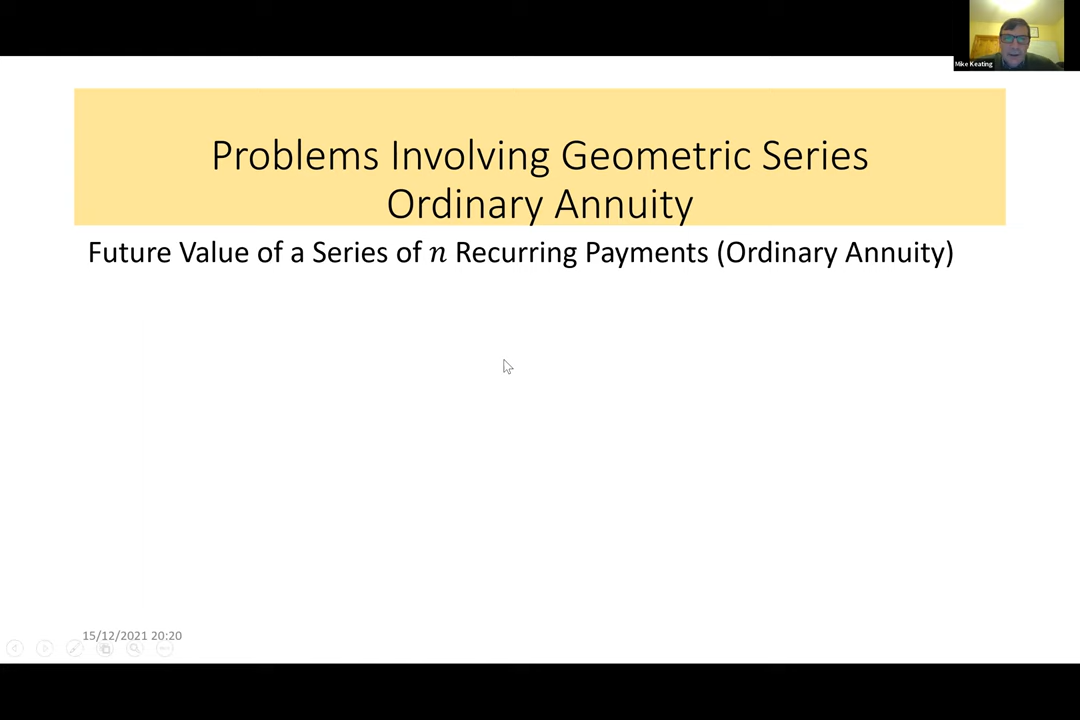 Mike Keating
Problems Involving Geometric Series
Ordinary Annuity
Future Value of a Series of n Recurring Payments (Ordinary Annuity)
15/12/2021 20:20